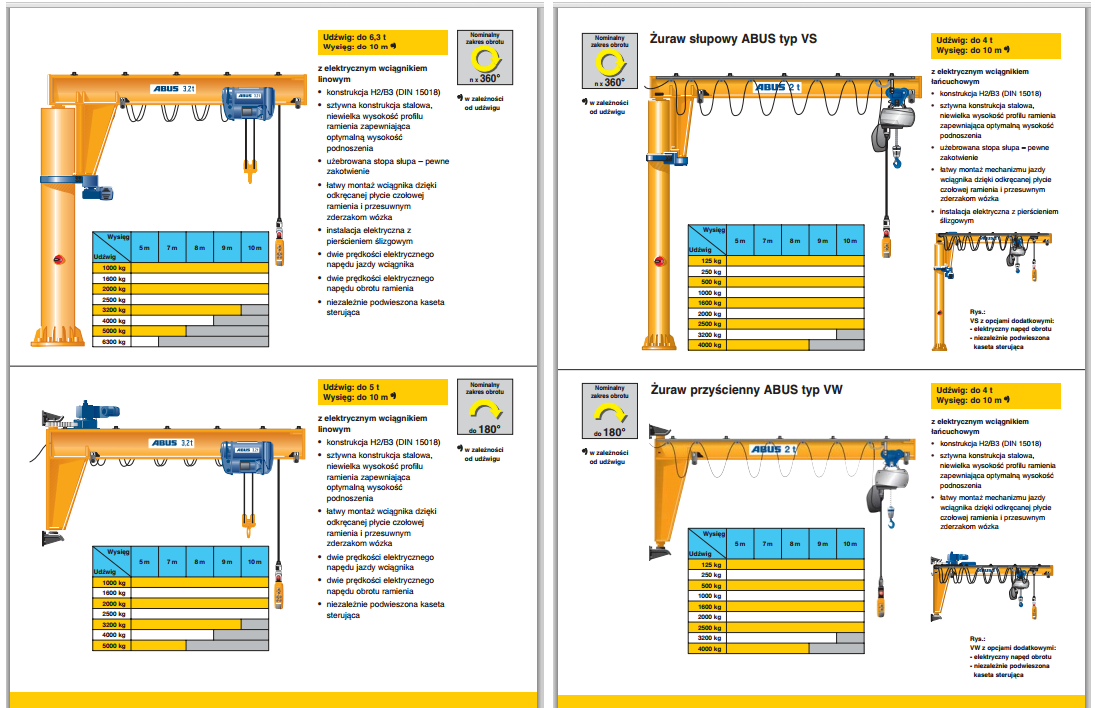 Udźwig: do 6,3 t
Wysięg: do 10 m *)
Nominalny
zakres obrotu
n x 360°
*) w zależności
od udźwigu
z elektrycznym wciągnikiem
linowym
• konstrukcja H2/B3 (DIN 15018)
• sztywna konstrukcja stalowa,
niewielka wysokość profilu
ramienia zapewniająca
optymalną wysokość
podnoszenia
• użebrowana stopa słupa – pewne
zakotwienie
• łatwy montaż wciągnika dzięki
odkręcanej płycie czołowej
ramienia i przesuwnym
zderzakom wózka
• instalacja elektryczna z
pierścieniem ślizgowym
• dwie prędkości elektrycznego
napędu jazdy wciągnika
• dwie prędkości elektrycznego
napędu obrotu ramienia
• niezależnie podwieszona kaseta
sterująca
ABUS 3,2t
ABUS 3,2t
Wysięg
Udźwig
5 m 7 m 8 m 9 m 10 m
1000 kg
1600 kg
2000 kg
2500 kg
3200 kg
4000 kg
5000 kg
6300 kg
Udźwig: do 5 t
Wysięg: do 10 m *)
Nominalny
zakres obrotu
do 180°
*) w zależności
od udźwigu
z elektrycznym wciągnikiem
linowym
• konstrukcja H2/B3 (DIN 15018)
• sztywna konstrukcja stalowa,
niewielka wysokość profilu
ramienia zapewniająca
optymalną wysokość
podnoszenia
• łatwy montaż wciągnika dzięki
odkręcanej płycie czołowej
ramienia i przesuwnym
zderzakom wózka
• dwie prędkości elektrycznego
napędu jazdy wciągnika
• dwie prędkości elektrycznego
napędu obrotu ramienia
• niezależnie podwieszona kaseta
sterująca
ABUS 3,2t
ABUS 3,2t
Wysięg
Udźwig
5 m 7 m 8 m 9 m 10 m
1000 kg
1600 kg
2000 kg
2500 kg
3200 kg
4000 kg
5000 kg
Nominalny
zakres obrotu
n x 360°
*) w zależności
od udźwigu
Żuraw słupowy ABUS typ VS
Udźwig: do 4 t
Wysięg: do 10 m *)
z elektrycznym wciągnikiem
łańcuchowym
• konstrukcja H2/B3 (DIN 15018)
• sztywna konstrukcja stalowa,
niewielka wysokość profilu ramienia
zapewniająca optymalną wysokość
podnoszenia
• użebrowana stopa słupa – pewne
zakotwienie
• łatwy montaż mechanizmu jazdy
wciągnika dzięki odkręcanej płycie
czołowej ramienia i przesuwnym
zderzakom wózka
• instalacja elektryczna z pierścieniem
ślizgowym
ABUS 2 t
Wysięg
Udźwig
5 m 7 m 8 m 9 m 10 m
125 kg
250 kg
500 kg
1000 kg
1600 kg
2000 kg
2500 kg
3200 kg
4000 kg
Rys.:
VS z opcjami dodatkowymi:
- elektryczny napęd obrotu
- niezależnie podwieszona
kaseta sterująca
Nominalny
zakres obrotu
do 180°
*) w zależności
od udźwigu
Żuraw przyścienny ABUS typ VW
Udźwig: do 4 t
Wysięg: do 10 m *)
z elektrycznym wciągnikiem
łańcuchowym
• konstrukcja H2/B3 (DIN 15018)
• sztywna konstrukcja stalowa,
niewielka wysokość profilu ramienia
zapewniająca optymalną wysokość
podnoszenia
• łatwy montaż mechanizmu jazdy
wciągnika dzięki odkręcanej płycie
czołowej ramienia i przesuwnym
zderzakom wózka
ABUS 2 t
Wysięg
Udźwig
5 m 7 m 8 m 9 m 10 m
125 kg
250 kg
500 kg
1000 kg
1600 kg
2000 kg
2500 kg
3200 kg
4000 kg
Rys.:
VW z opcjami dodatkowymi:
- elektryczny napęd obrotu
- niezależnie podwieszona
kaseta sterująca